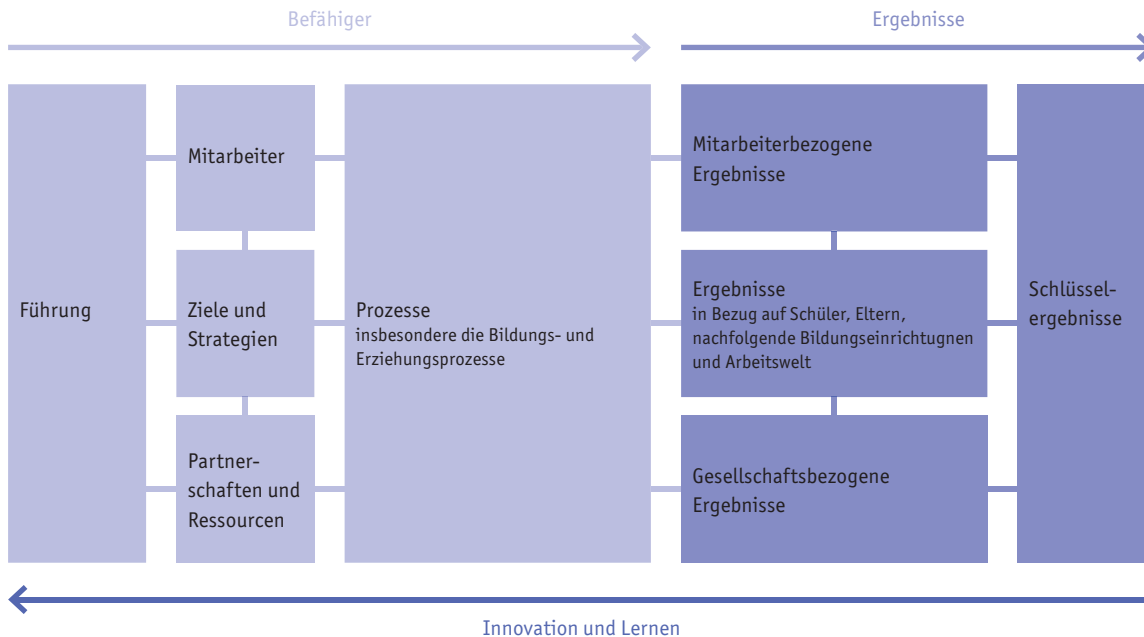 Befähiger
Ergebnisse
Führung
Mitarbeiter
Ziele und
Strategien
Partner-
schaften und
Ressourcen
Prozesse
insbesondere die Bildungs- und
Erziehungsprozesse
Mitarbeiterbezogene
Ergebnisse
Ergebnisse
in Bezug auf Schüler, Eltern,
nachfolgende Bildungseinrichtugnen
und Arbeitswelt
Gesellschaftsbezogene
Ergebnisse
Schlüssel-
ergebnisse
Innovation und Lernen